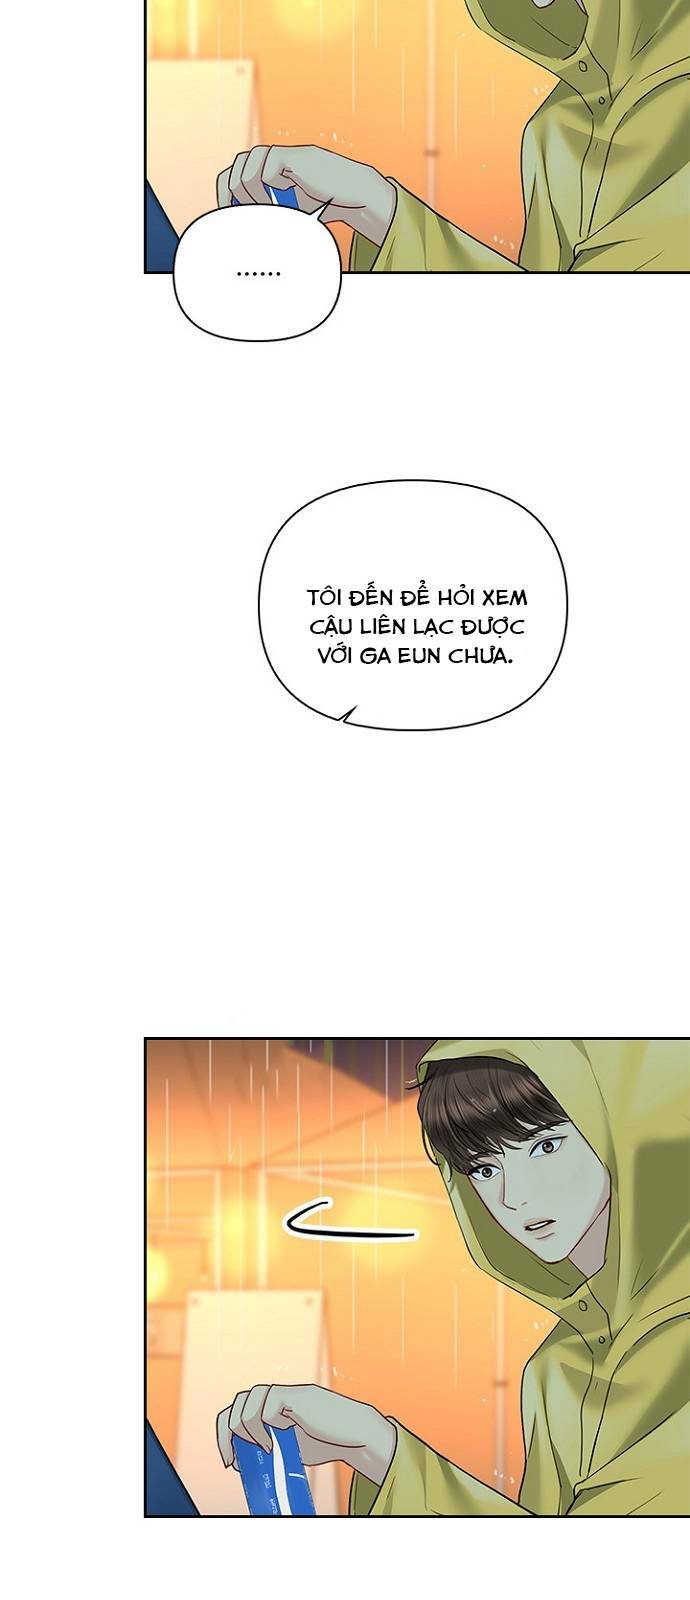 ......
TÔI ĐẾN ĐỂ HỎI XEM
CẬU LIÊN LẠC ĐƯỢC
VỚI GA EUN CHƯA.